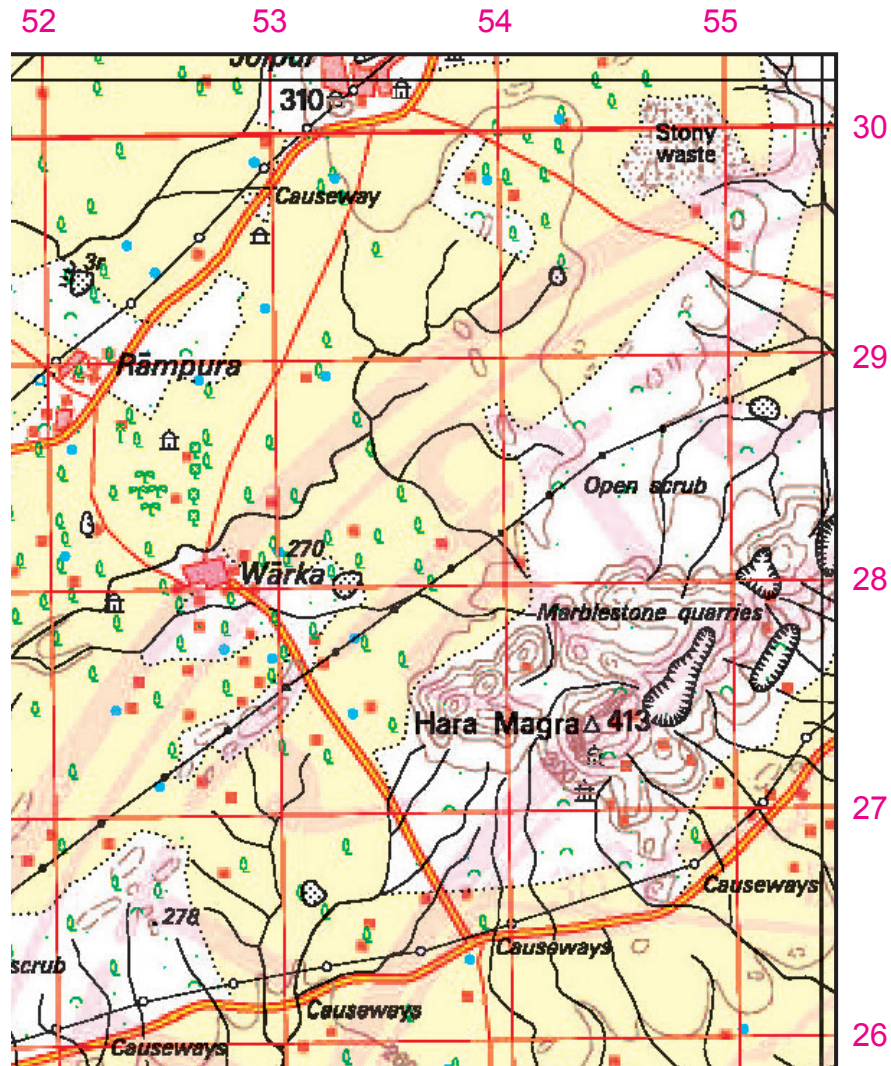 52 53 54 55
Jolpur
310
30
Stony
waste
Causeway
3r
29
Rāmpura
Open scrub
270
Wārka
28
Marblestone quarries
Hara Magra 413
27
Causeways
278
Causeways
scrub
Causeways
26
Causeways